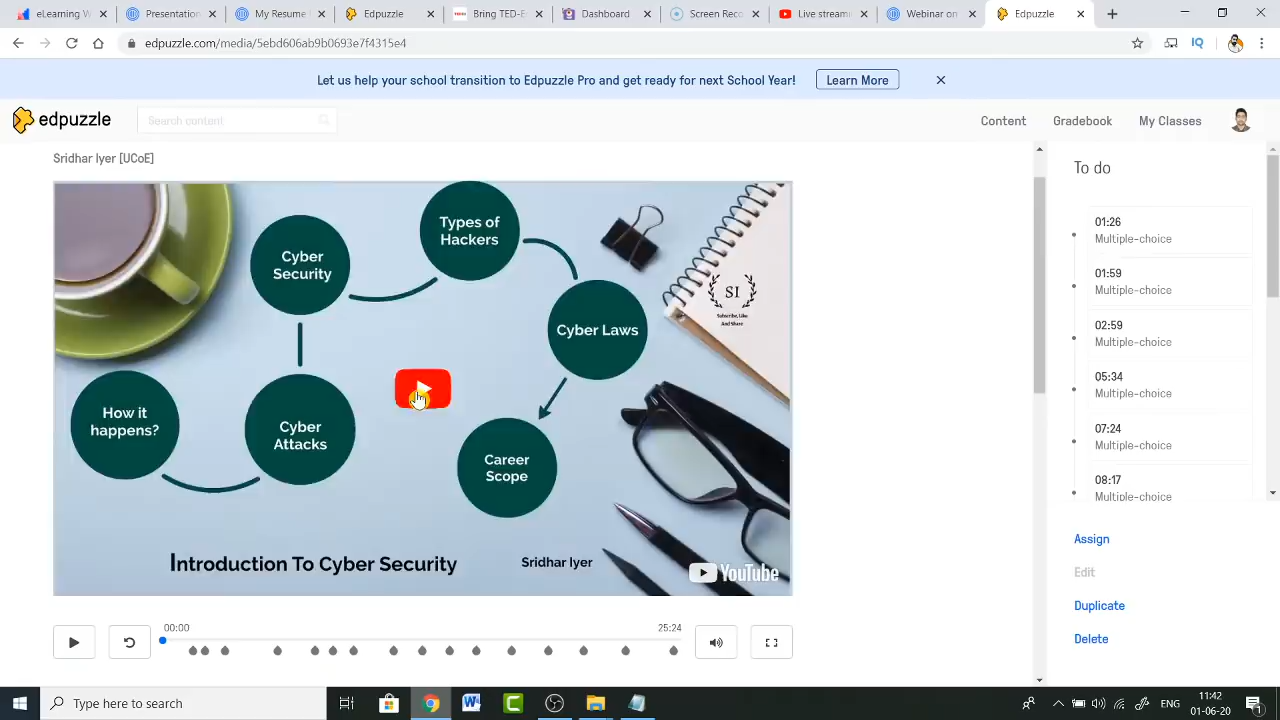 eLearning V
Presentation
My Resume
Edpuzzle
Bring TED-E
Dashboard
Screen Reco
Live stream
Webinar on
Edpuzzle
edpuzzle.com/media/5ebd606ab9b0693e7f4315e4
IQ
Let us help your school transition to Edpuzzle Pro and get ready for next School Year!
Learn More
edpuzzle
Search content
Content
Gradebook
My Classes
Sridhar Iyer [UCoE]
Types of
Hackers
Cyber
Security
SI
Subscribe, Like
And Share
Cyber Laws
How it
happens?
Cyber
Attacks
Career
Scope
Introduction To Cyber Security
Sridhar Iyer
YouTube
00:00
25:24
To do
01:26
Multiple-choice
01:59
Multiple-choice
02:59
Multiple-choice
05:34
Multiple-choice
07:24
Multiple-choice
08:17
Multiple-choice
Assign
Edit
Duplicate
Delete
Type here to search
ENG
11:42
01-06-20